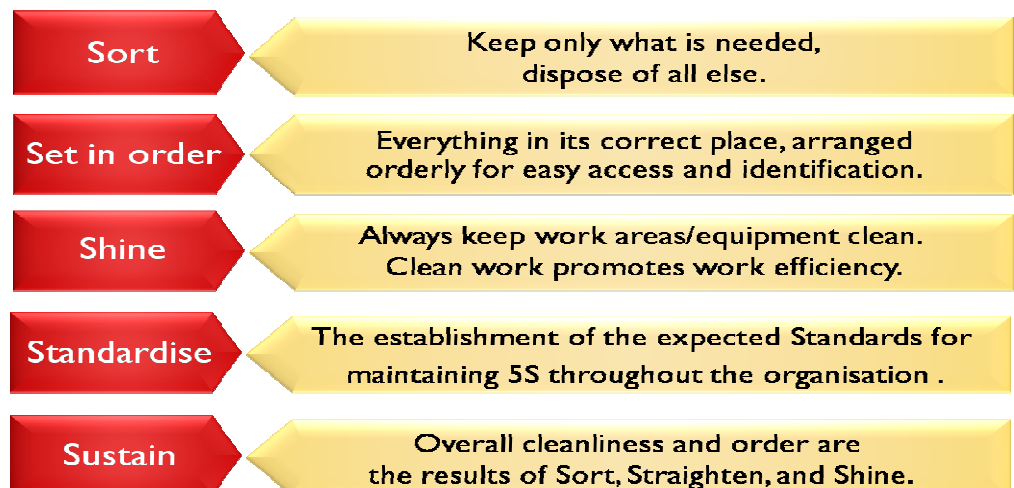 Sort
Keep only what is needed,
dispose of all else.
Set in order
Everything in its correct place, arranged
orderly for easy access and identification.
Shine
Always keep work areas/equipment clean.
Clean work promotes work efficiency.
Standardise
The establishment of the expected Standards for
maintaining 5S throughout the organisation .
Sustain
Overall cleanliness and order are
the results of Sort, Straighten, and Shine.